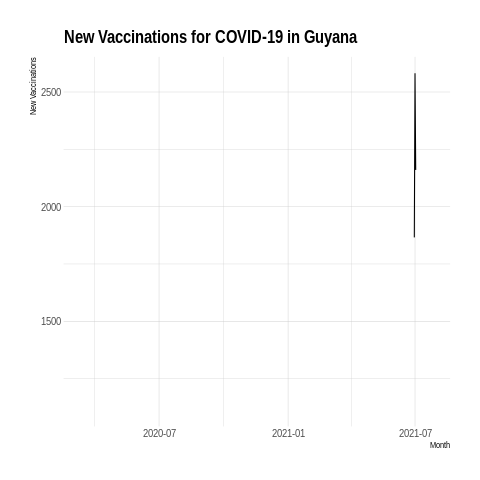 New Vaccinations for COVID-19 in Guyana
New Vaccinations
2500
2000
1500
2020-07
2021-01
2021-07
Month